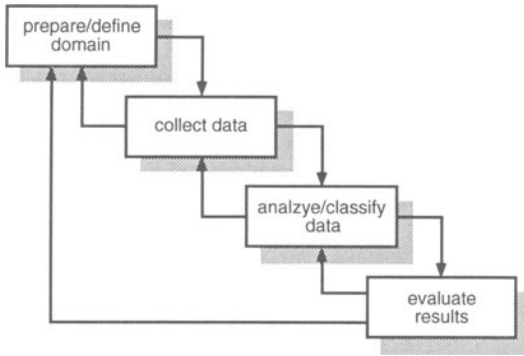 prepare/define
domain
collect data
analzye/classify
data
evaluate
results